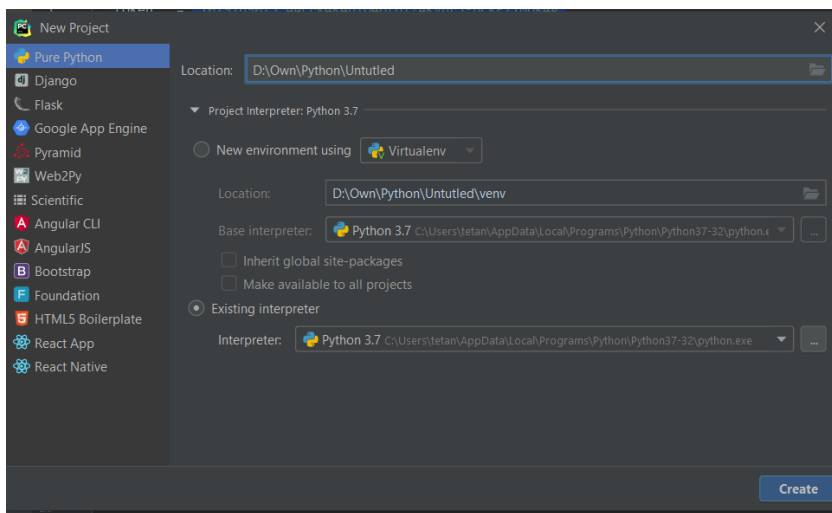 New Project
Pure Python
Django
Flask
Google App Engine
Pyramid
Web2Py
Scientific
Angular CLI
AngularJS
Bootstrap
Foundation
HTML5 Boilerplate
React App
React Native
Location: D:\Own\Python\Untutled
Project Interpreter: Python 3.7
New environment using Virtualenv
Location: D:\Own\Python\Untutled\venv
Base interpreter: Python 3.7 C:\Users\tetan\AppData\Local\Programs\Python\Python37-32\python.e
...
Inherit global site-packages
Make available to all projects
Existing interpreter
Interpreter: Python 3.7 C:\Users\tetan\AppData\Local\Programs\Python\Python37-32\python.exe
...
Create